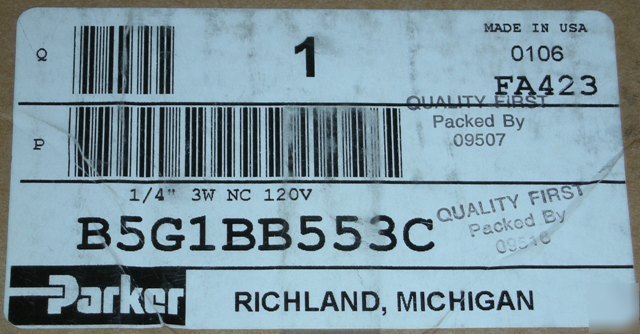 MADE IN USA
Q
1
0106
FA423
QUALITY FIRST
Packed By
09507
P
1/4" 3W NC 120V
B5G1BB553C
QUALITY FIRST
Packed By
Parker
RICHLAND, MICHIGAN